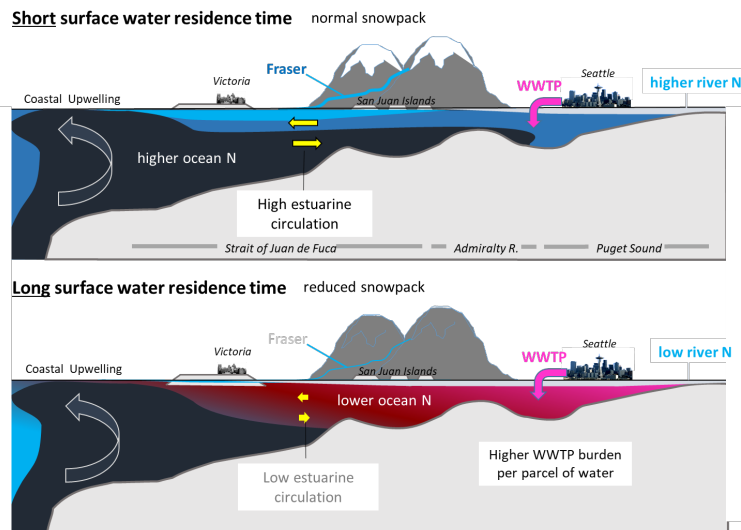 Short surface water residence time normal snowpack
Fraser
Victoria
Seattle
WWTP
higher river N
Coastal Upwelling
San Juan Islands
higher ocean N
High estuarine
circulation
Strait of Juan de Fuca
Admiralty R.
Puget Sound
Long surface water residence time reduced snowpack
Fraser
Victoria
Seattle
WWTP
low river N
Coastal Upwelling
San Juan Islands
lower ocean N
Higher WWTP burden
per parcel of water
Low estuarine
circulation